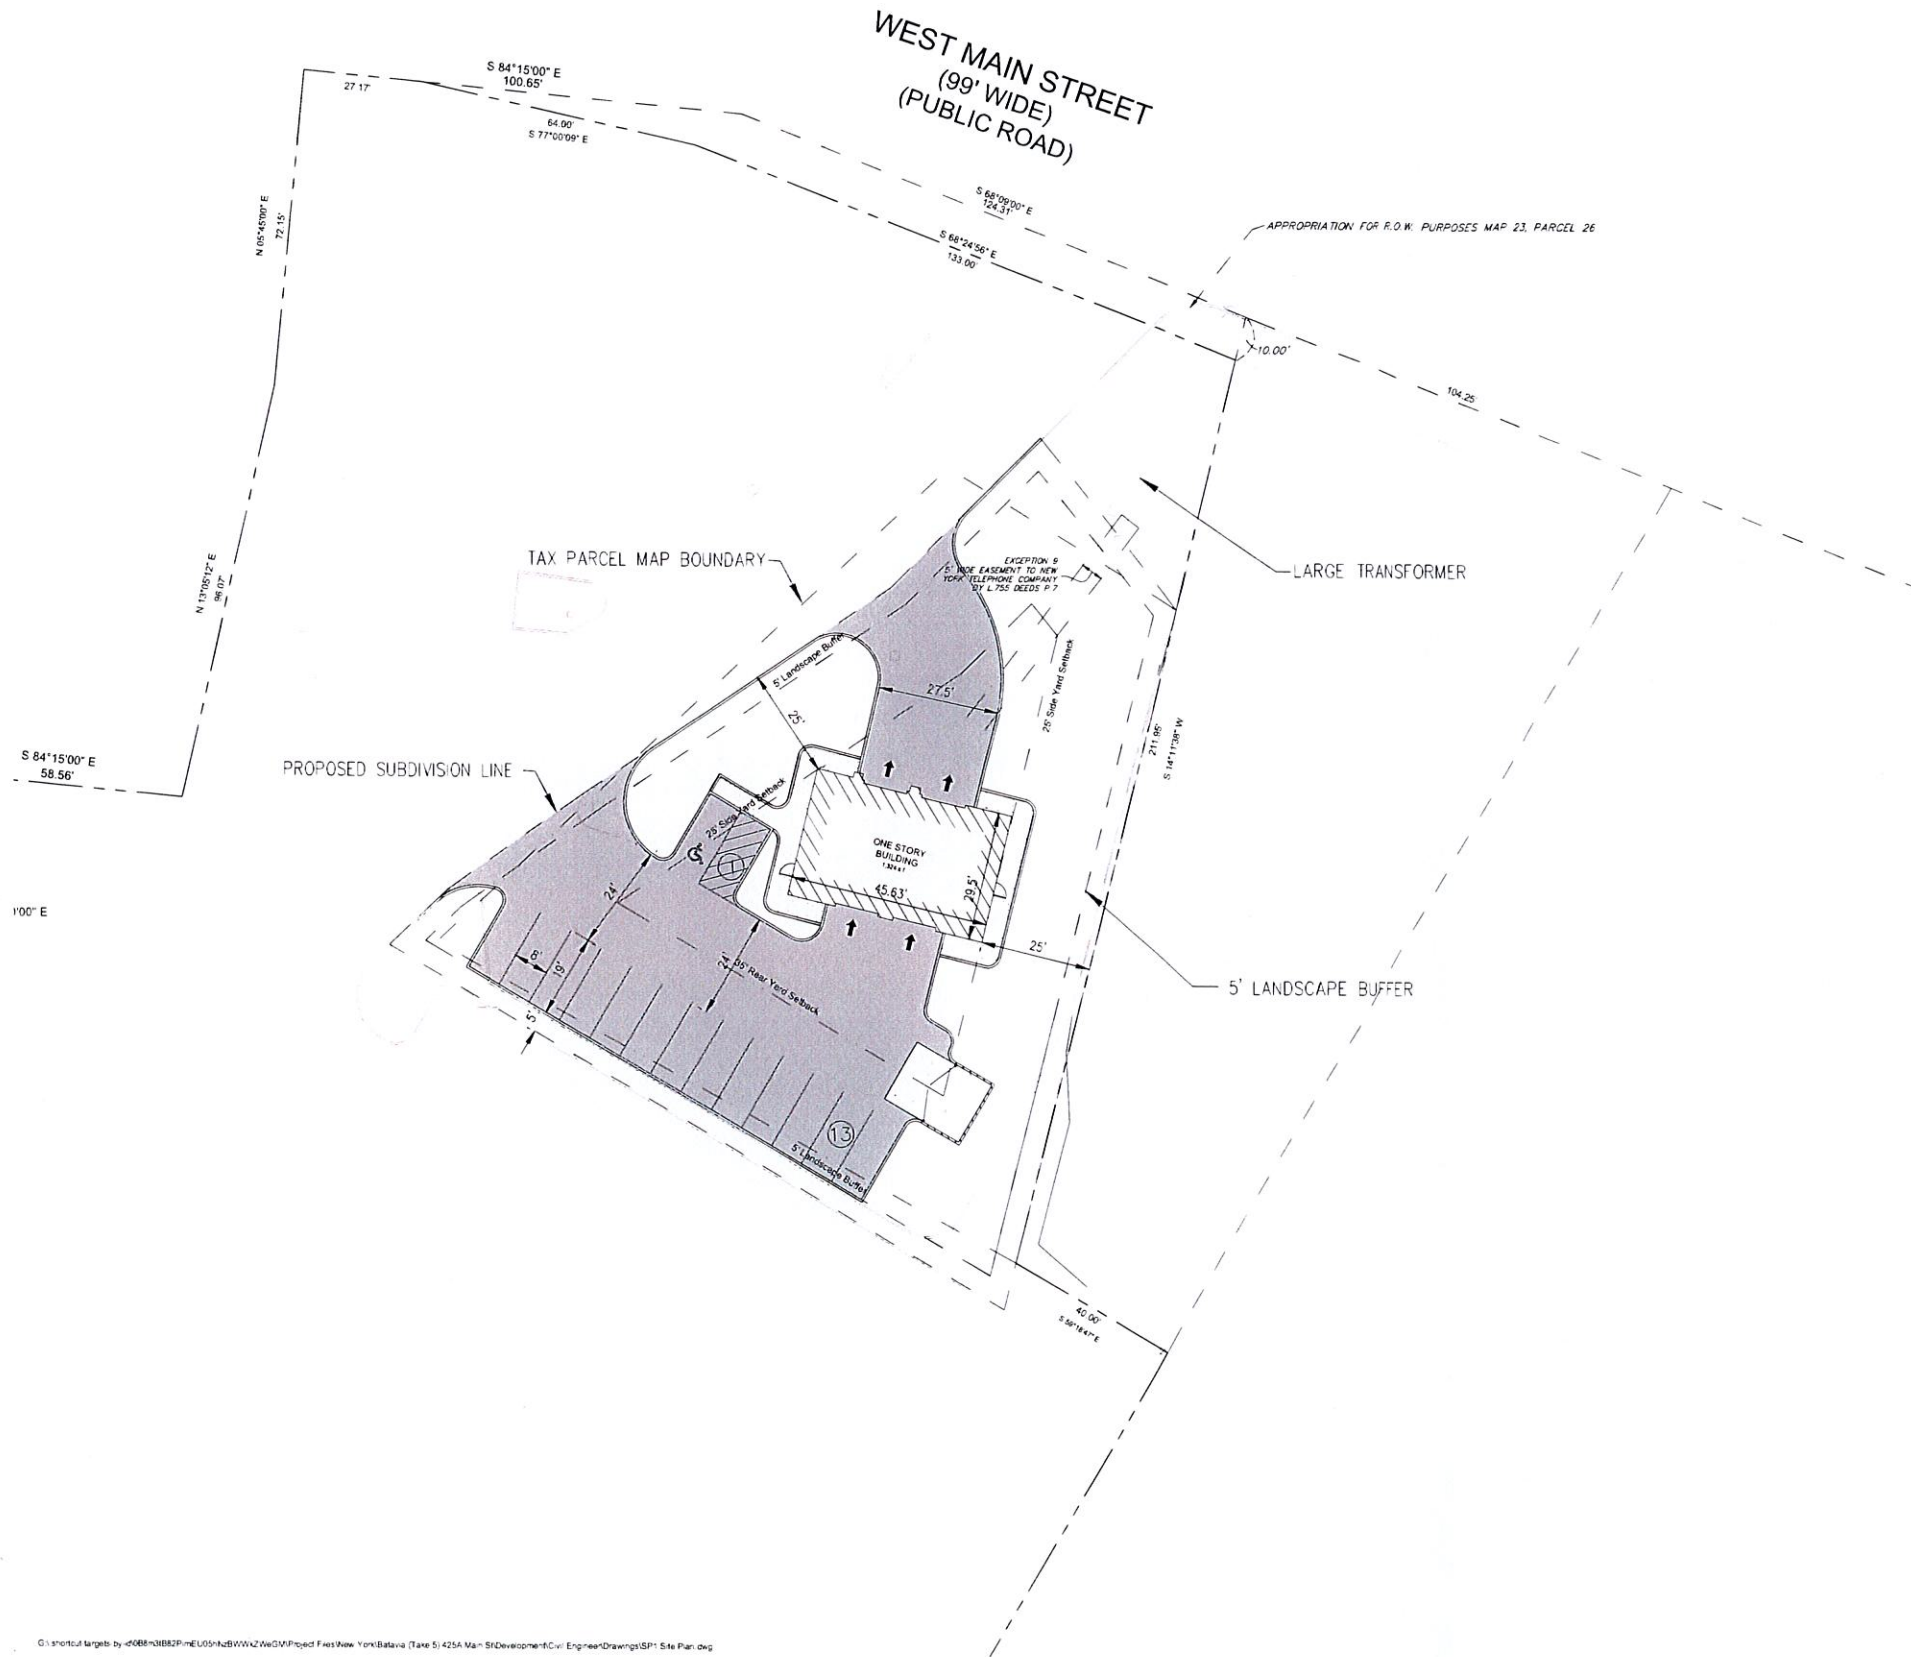 WEST MAIN STREET
(99' WIDE)
(PUBLIC ROAD)
S 84°15'00" E
100.65'
27.17'
64.00'
S 77°00'09" E
S 68°09'00" E
124.31'
S 68°24'56" E
133.00'
APPROPRIATION FOR R.O.W. PURPOSES MAP 23, PARCEL 26
10.00'
104.25'
N 05°45'00" E
72.15'
N 13°05'12" E
96.07'
TAX PARCEL MAP BOUNDARY
EXCEPTION 9
5' WIDE EASEMENT TO NEW
YORK TELEPHONE COMPANY
BY L.755 DEEDS P.7
LARGE TRANSFORMER
5' Landscape Buffer
25' Side Yard Setback
27.5'
25'
211.95'
S 14°11'38" W
S 84°15'00" E
58.56'
PROPOSED SUBDIVISION LINE
25' Side Yard Setback
ONE STORY
BUILDING
1
45.63'
29.5'
1'00" E
24'
25'
8'
19'
24'
35' Rear Yard Setback
5'
5' LANDSCAPE BUFFER
13
5' Landscape Buffer
40.00'
S 59°18'47" E